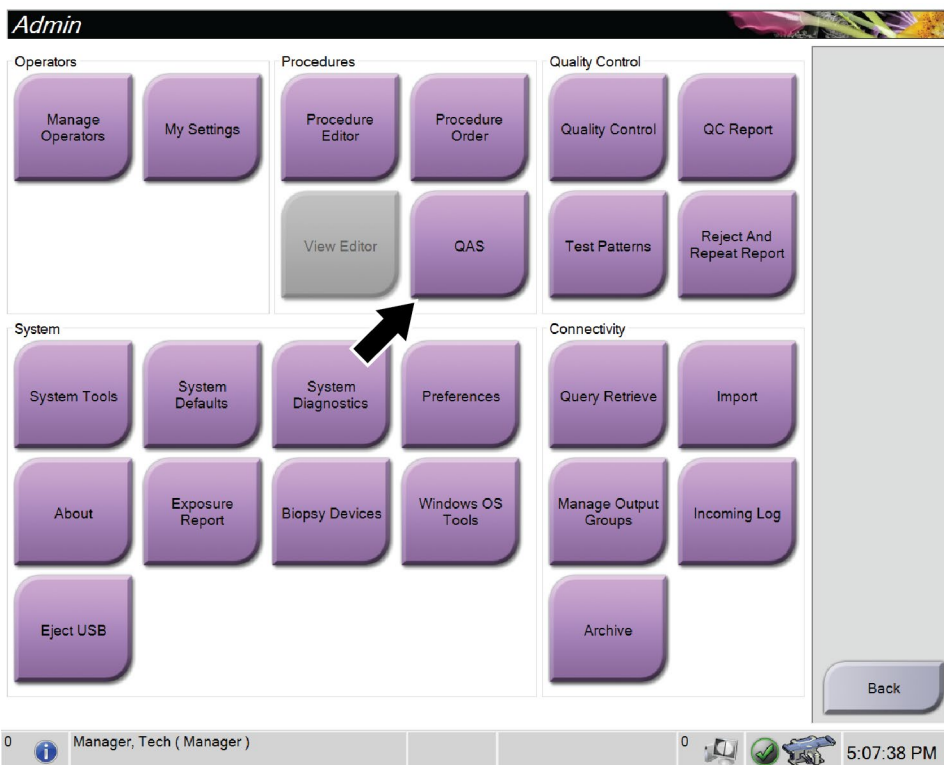 Admin
Operators
Manage
Operators
My Settings
Procedures
Procedure
Editor
Procedure
Order
View Editor
QAS
Quality Control
Quality Control
QC Report
Test Patterns
Reject And
Repeat Report
System
System Tools
System
Defaults
System
Diagnostics
Preferences
About
Exposure
Report
Biopsy Devices
Windows OS
Tools
Eject USB
Connectivity
Query Retrieve
Import
Manage Output
Groups
Incoming Log
Archive
Back
0
Manager, Tech ( Manager )
0
5:07:38 PM